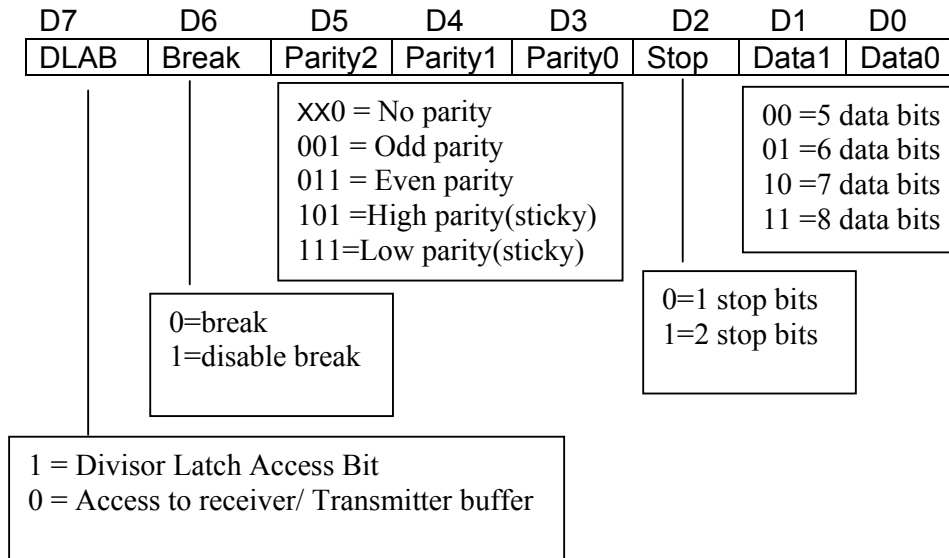 D7 D6 D5 D4 D3 D2 D1 D0
DLAB Break Parity2 Parity1 Parity0 Stop Data1 Data0
XX0 = No parity
001 = Odd parity
011 = Even parity
101 =High parity(sticky)
111=Low parity(sticky)
00 =5 data bits
01 =6 data bits
10 =7 data bits
11 =8 data bits
0=break
1=disable break
0=1 stop bits
1=2 stop bits
1 = Divisor Latch Access Bit
0 = Access to receiver/ Transmitter buffer